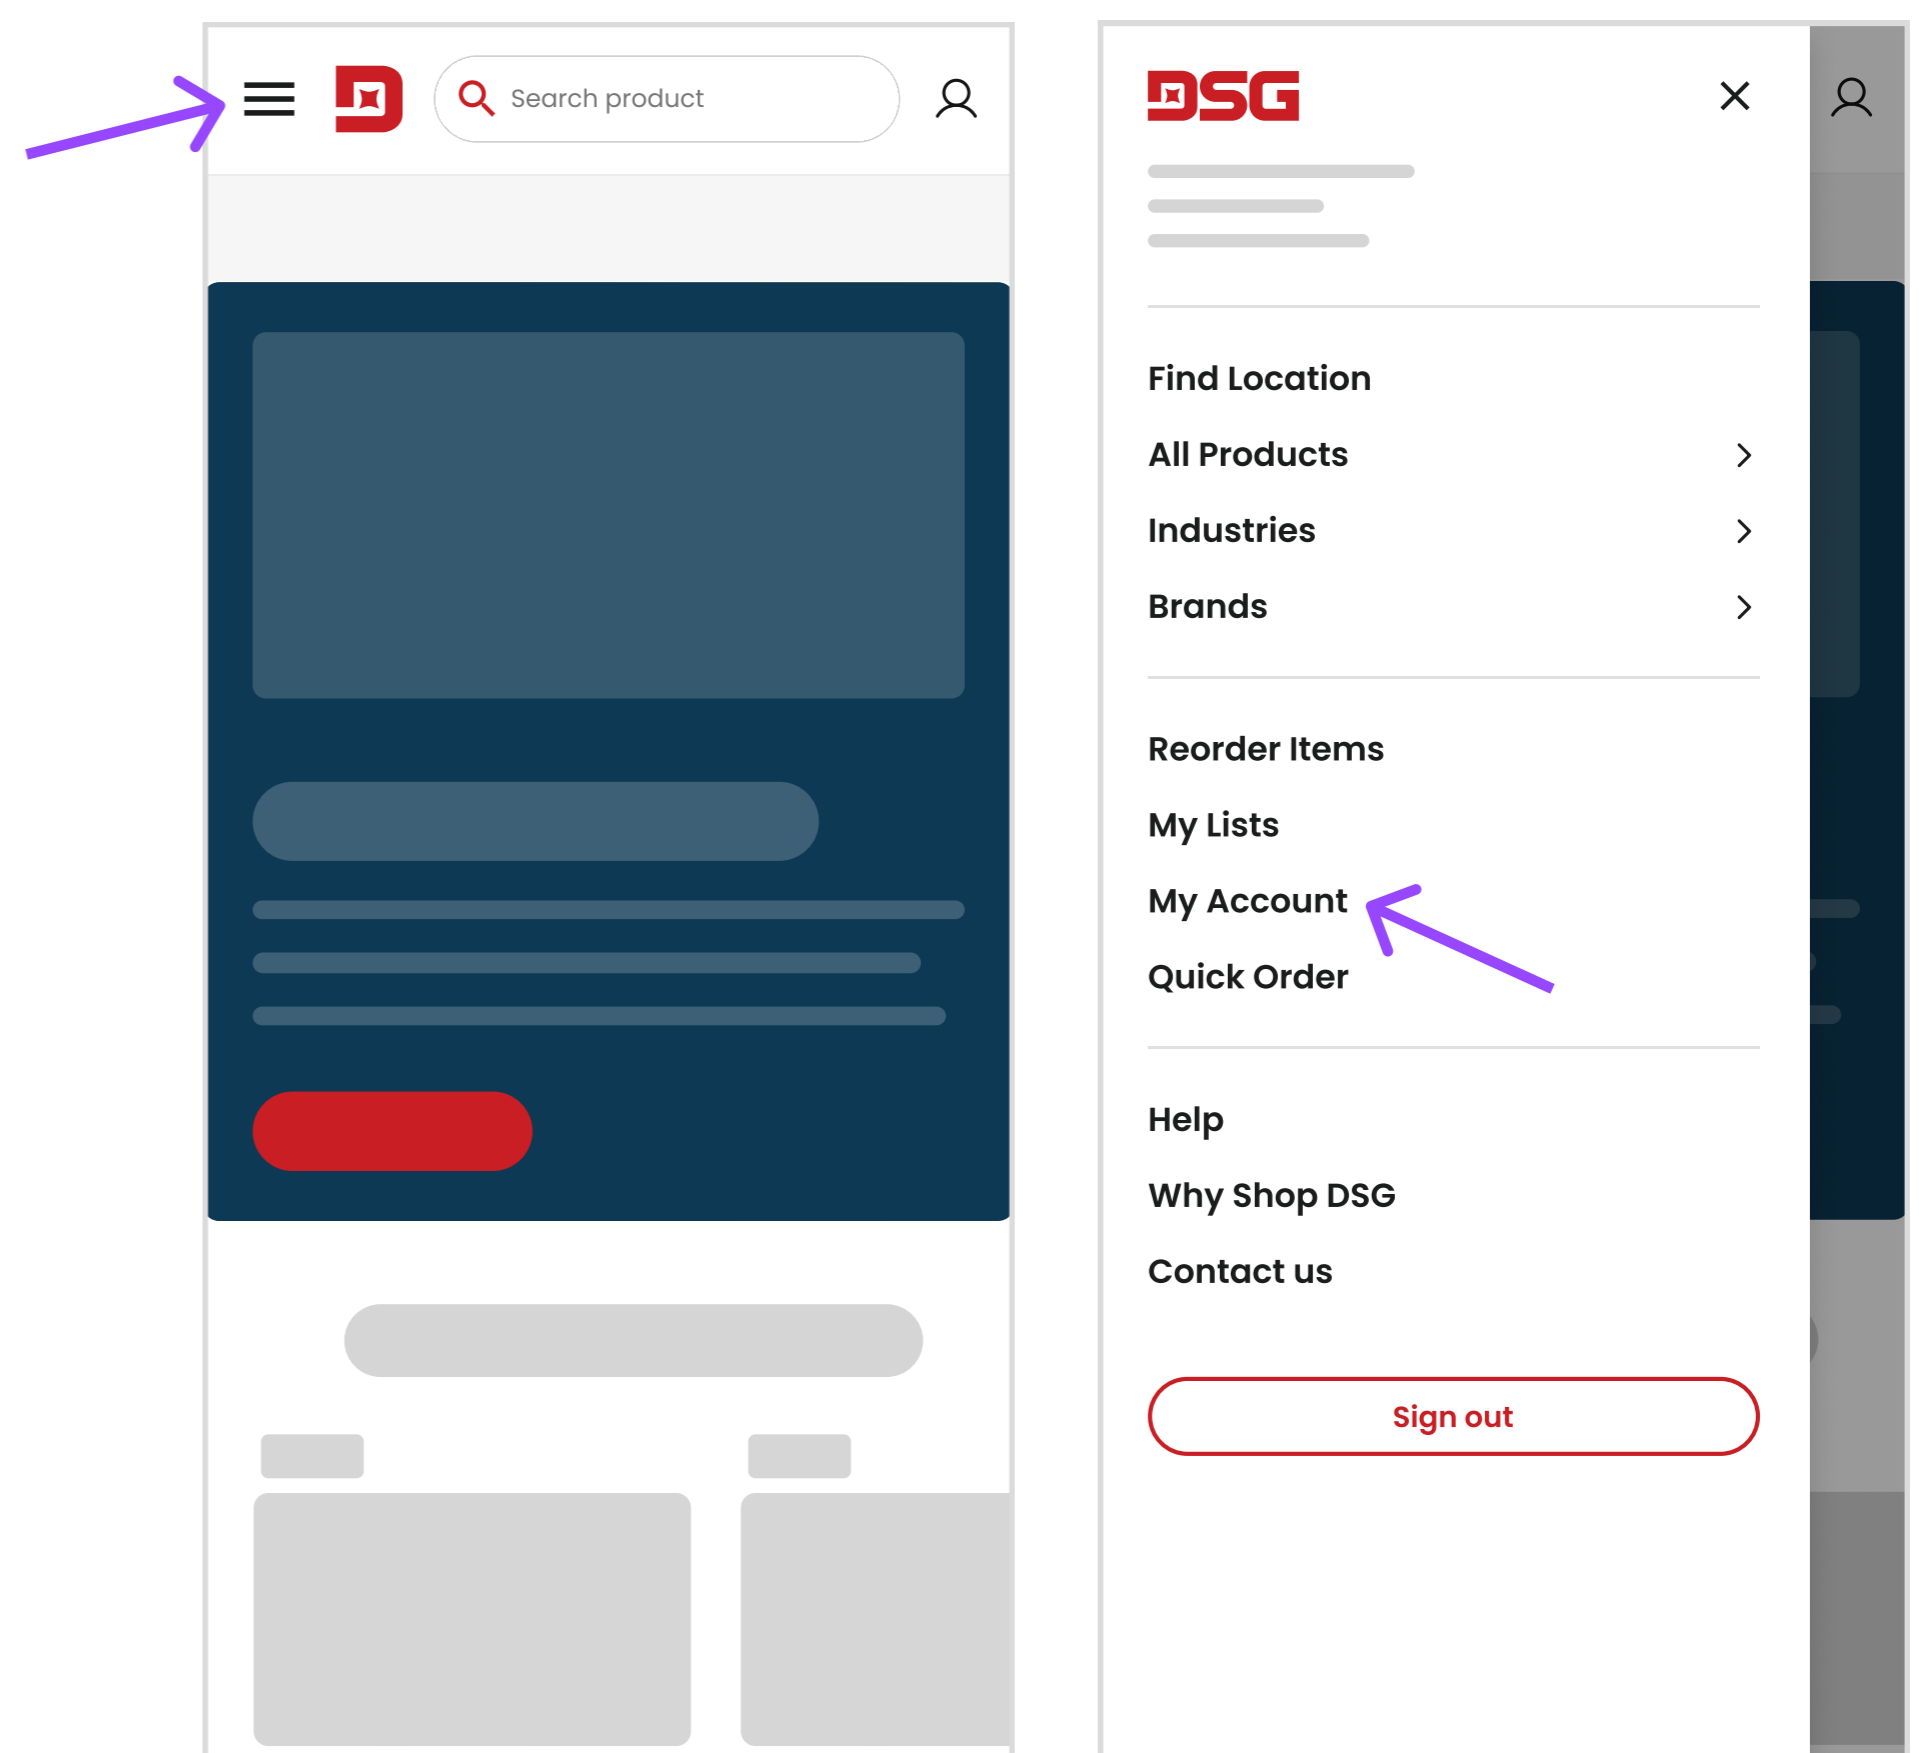 Search product
DSG
Find Location
All Products
Industries
Brands
Reorder Items
My Lists
My Account
Quick Order
Help
Why Shop DSG
Contact us
Sign out